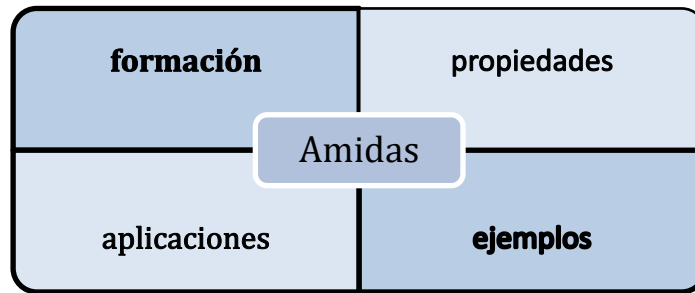 formación
propiedades
Amidas
aplicaciones
ejemplos